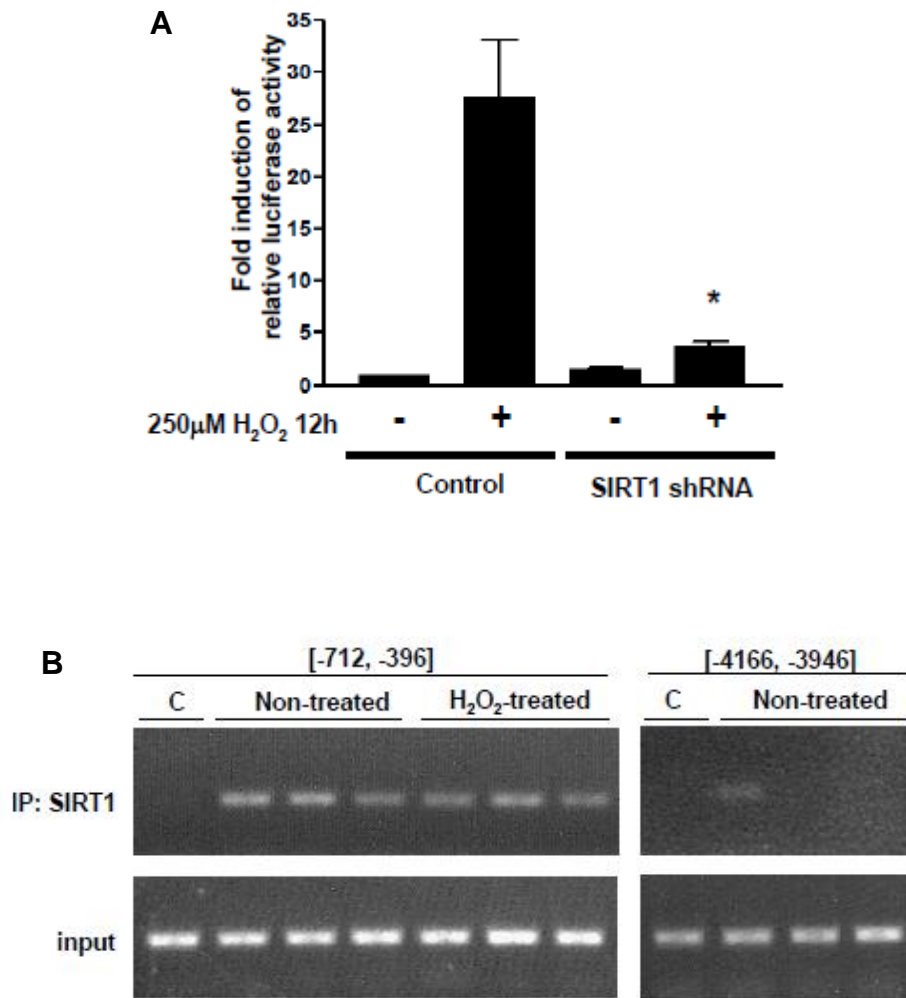 A
Fold induction of
relative luciferase activity
35
30
25
20
15
10
5
0
*
250μM H₂O₂ 12h - + - +
Control SIRT1 shRNA
B
[-712, -396] [-4166, -3946]
C Non-treated H₂O₂-treated C Non-treated
IP: SIRT1
input